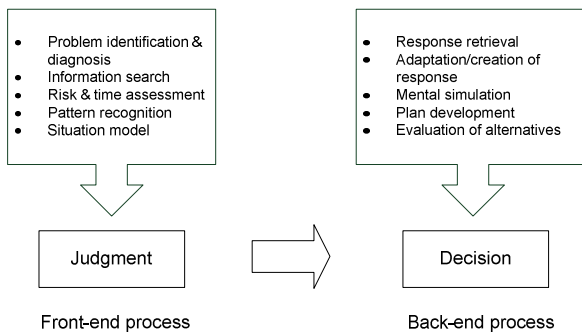 • Problem identification &
diagnosis
• Information search
• Risk & time assessment
• Pattern recognition
• Situation model
• Response retrieval
• Adaptation/creation of
response
• Mental simulation
• Plan development
• Evaluation of alternatives
Judgment
Decision
Front-end process
Back-end process